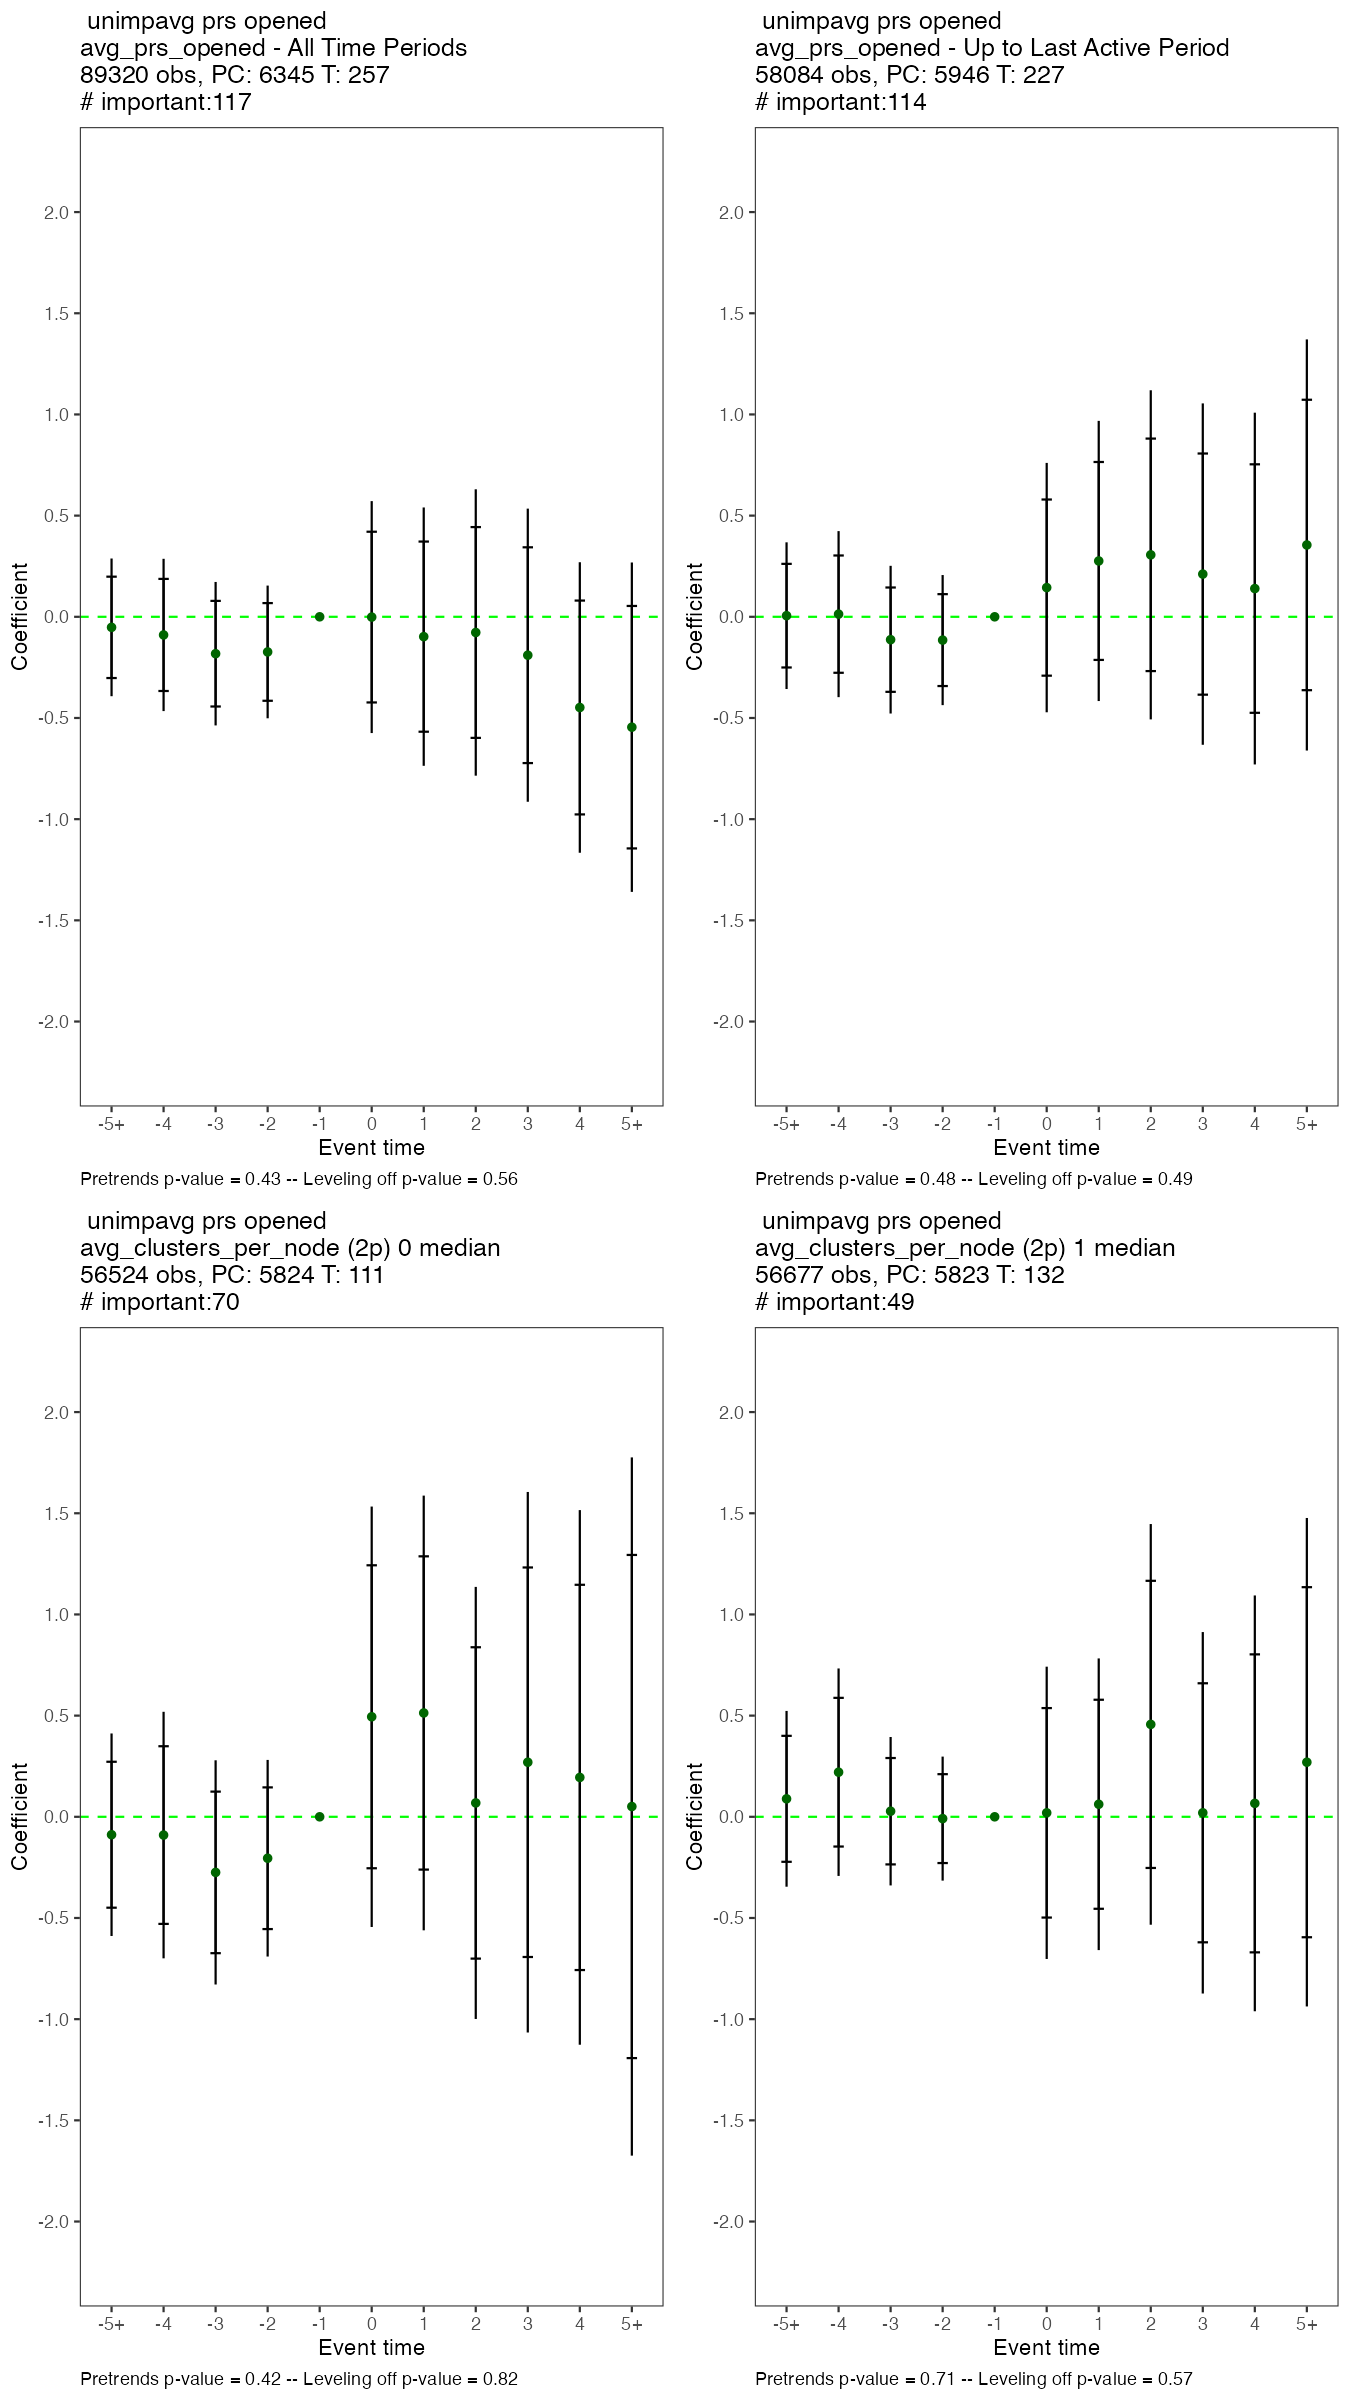 unimpavg prs opened
avg_prs_opened - All Time Periods
89320 obs, PC: 6345 T: 257
# important:117
2.0
1.5
1.0
0.5
0.0
-0.5
-1.0
-1.5
-2.0
Coefficient
-5+ -4 -3 -2 -1 0 1 2 3 4 5+
Event time
Pretrends p-value = 0.43 -- Leveling off p-value = 0.56
unimpavg prs opened
avg_prs_opened - Up to Last Active Period
58084 obs, PC: 5946 T: 227
# important:114
2.0
1.5
1.0
0.5
0.0
-0.5
-1.0
-1.5
-2.0
Coefficient
-5+ -4 -3 -2 -1 0 1 2 3 4 5+
Event time
Pretrends p-value = 0.48 -- Leveling off p-value = 0.49
unimpavg prs opened
avg_clusters_per_node (2p) 0 median
56524 obs, PC: 5824 T: 111
# important:70
2.0
1.5
1.0
0.5
0.0
-0.5
-1.0
-1.5
-2.0
Coefficient
-5+ -4 -3 -2 -1 0 1 2 3 4 5+
Event time
Pretrends p-value = 0.42 -- Leveling off p-value = 0.82
unimpavg prs opened
avg_clusters_per_node (2p) 1 median
56677 obs, PC: 5823 T: 132
# important:49
2.0
1.5
1.0
0.5
0.0
-0.5
-1.0
-1.5
-2.0
Coefficient
-5+ -4 -3 -2 -1 0 1 2 3 4 5+
Event time
Pretrends p-value = 0.71 -- Leveling off p-value = 0.57